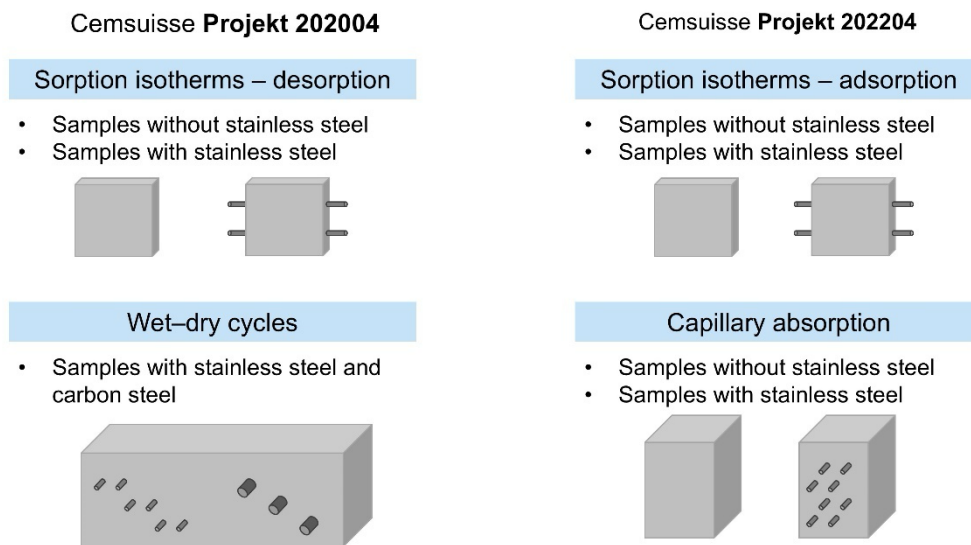 Cemsuisse Projekt 202004
Sorption isotherms – desorption
• Samples without stainless steel
• Samples with stainless steel
Wet–dry cycles
• Samples with stainless steel and
carbon steel
Cemsuisse Projekt 202204
Sorption isotherms – adsorption
• Samples without stainless steel
• Samples with stainless steel
Capillary absorption
• Samples without stainless steel
• Samples with stainless steel